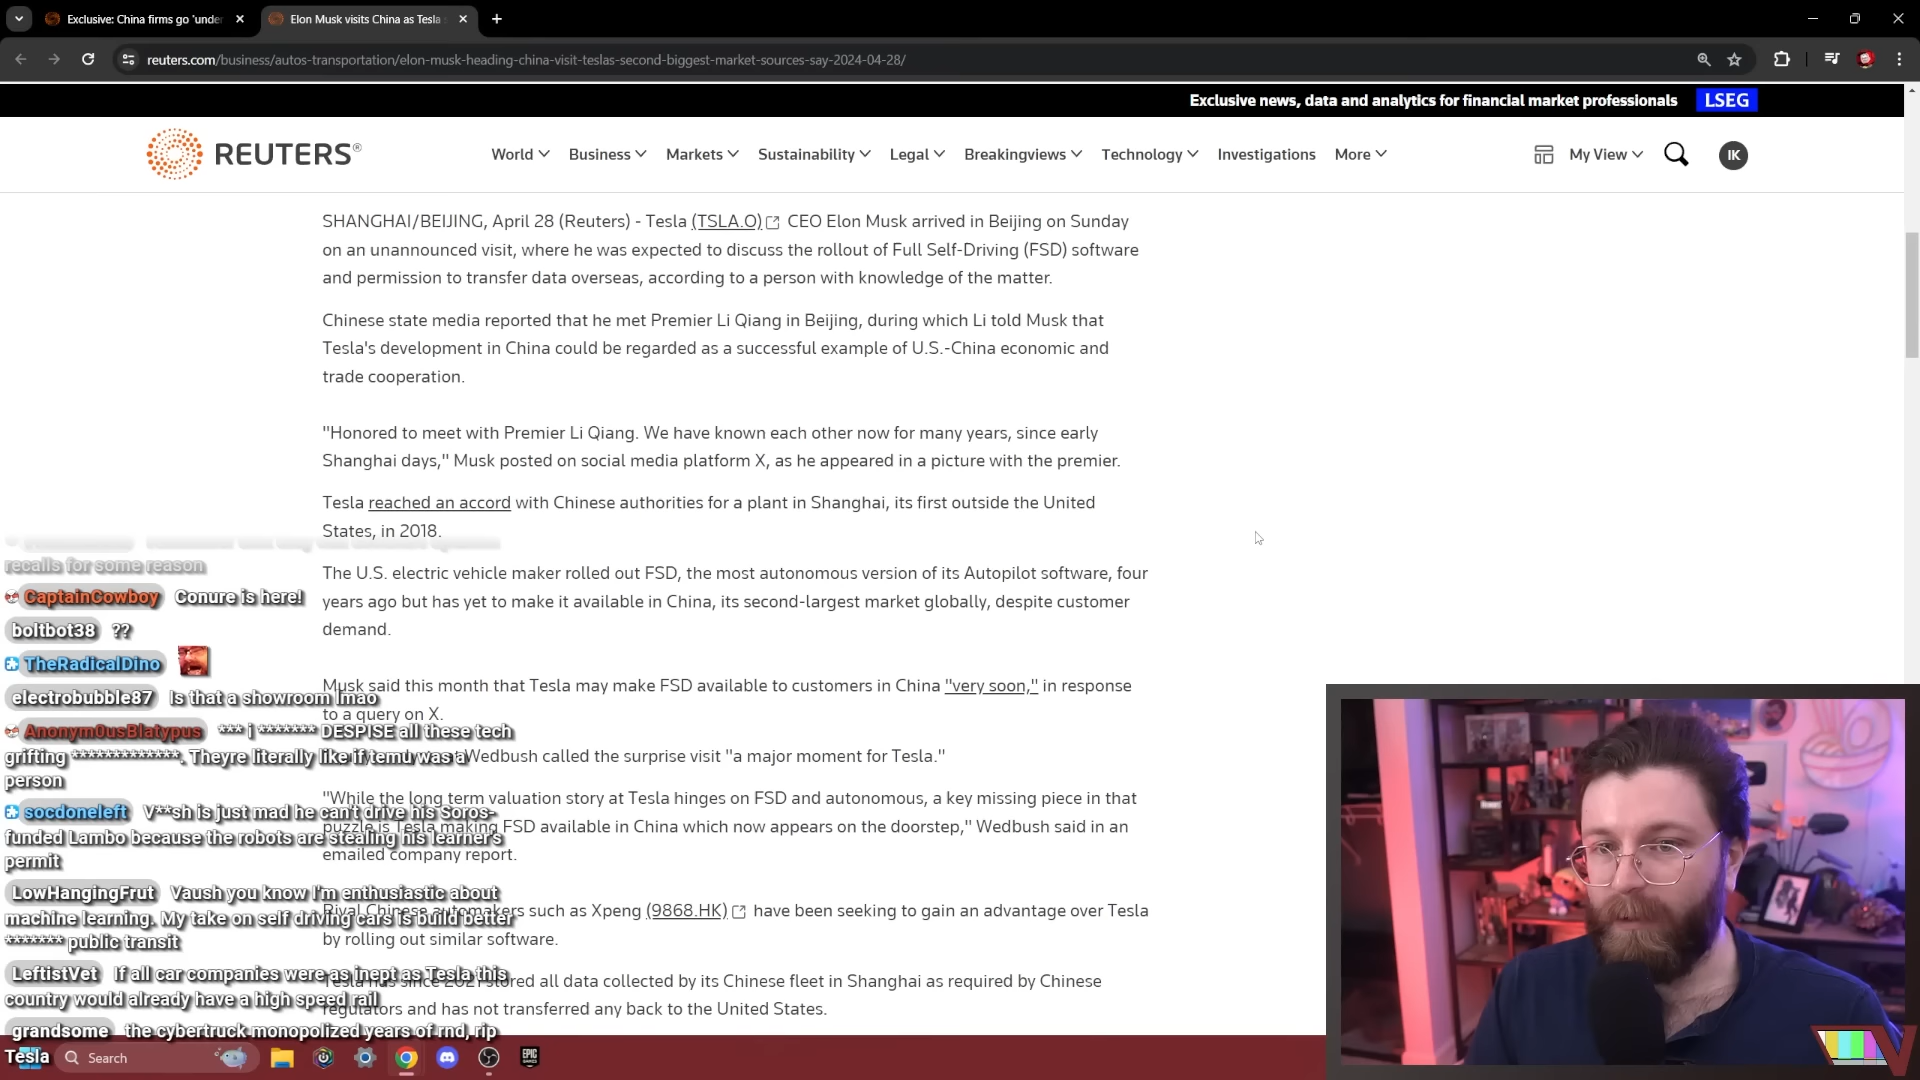 Exclusive: China firms go 'under
Elon Musk visits China as Tesla
reuters.com/business/autos-transportation/elon-musk-heading-china-visit-teslas-second-biggest-market-sources-say-2024-04-28/
Exclusive news, data and analytics for financial market professionals LSEG
REUTERS®
World Business Markets Sustainability Legal Breakingviews Technology Investigations More My View IK
SHANGHAI/BEIJING, April 28 (Reuters) - Tesla (TSLA.O) CEO Elon Musk arrived in Beijing on Sunday
on an unannounced visit, where he was expected to discuss the rollout of Full Self-Driving (FSD) software
and permission to transfer data overseas, according to a person with knowledge of the matter.
Chinese state media reported that he met Premier Li Qiang in Beijing, during which Li told Musk that
Tesla's development in China could be regarded as a successful example of U.S.-China economic and
trade cooperation.
"Honored to meet with Premier Li Qiang. We have known each other now for many years, since early
Shanghai days," Musk posted on social media platform X, as he appeared in a picture with the premier.
Tesla reached an accord with Chinese authorities for a plant in Shanghai, its first outside the United
States, in 2018.
The U.S. electric vehicle maker rolled out FSD, the most autonomous version of its Autopilot software, four
years ago but has yet to make it available in China, its second-largest market globally, despite customer
demand.
Musk said this month that Tesla may make FSD available to customers in China "very soon," in response
to a query on X.
Wedbush called the surprise visit "a major moment for Tesla."
"While the long term valuation story at Tesla hinges on FSD and autonomous, a key missing piece in that
puzzle is Tesla making FSD available in China which now appears on the doorstep," Wedbush said in an
emailed company report.
Rival Chinese automakers such as Xpeng (9868.HK) have been seeking to gain an advantage over Tesla
by rolling out similar software.
Tesla has since 2021 stored all data collected by its Chinese fleet in Shanghai as required by Chinese
regulators and has not transferred any back to the United States.
recalls for some reason
CaptainCowboy Conure is here!
boltbot38 ??
TheRadicalDino
electrobubble87 Is that a showroom lmao
Anonym0usBlatypus *** i ******* DESPISE all these tech
grifting *************. Theyre literally like if temu was a
person
socdoneleft V**sh is just mad he can't drive his Soros-
funded Lambo because the robots are stealing his learner's
permit
LowHangingFrut Vaush you know I'm enthusiastic about
machine learning. My take on self driving cars is build better
******* public transit
LeftistVet If all car companies were as inept as Tesla this
country would already have a high speed rail
grandsome the cybertruck monopolized years of rnd, rip
Tesla
Search
EPIC
GAMES
V